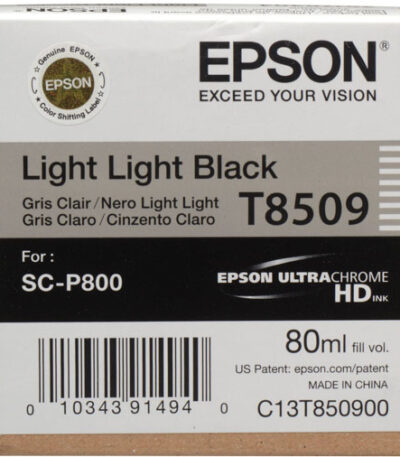 Genuine EPSON
EPSON
Color Shifting Label
EPSON®
EXCEED YOUR VISION
Light Light Black
Gris Clair/Nero Light Light
Gris Claro/Cinzento Claro
T8509
For :
SC-P800
EPSON ULTRACHROME
HD INK
80ml fill vol.
US Patent: epson.com/patent
MADE IN CHINA
0 10343 91494 0
C13T850900